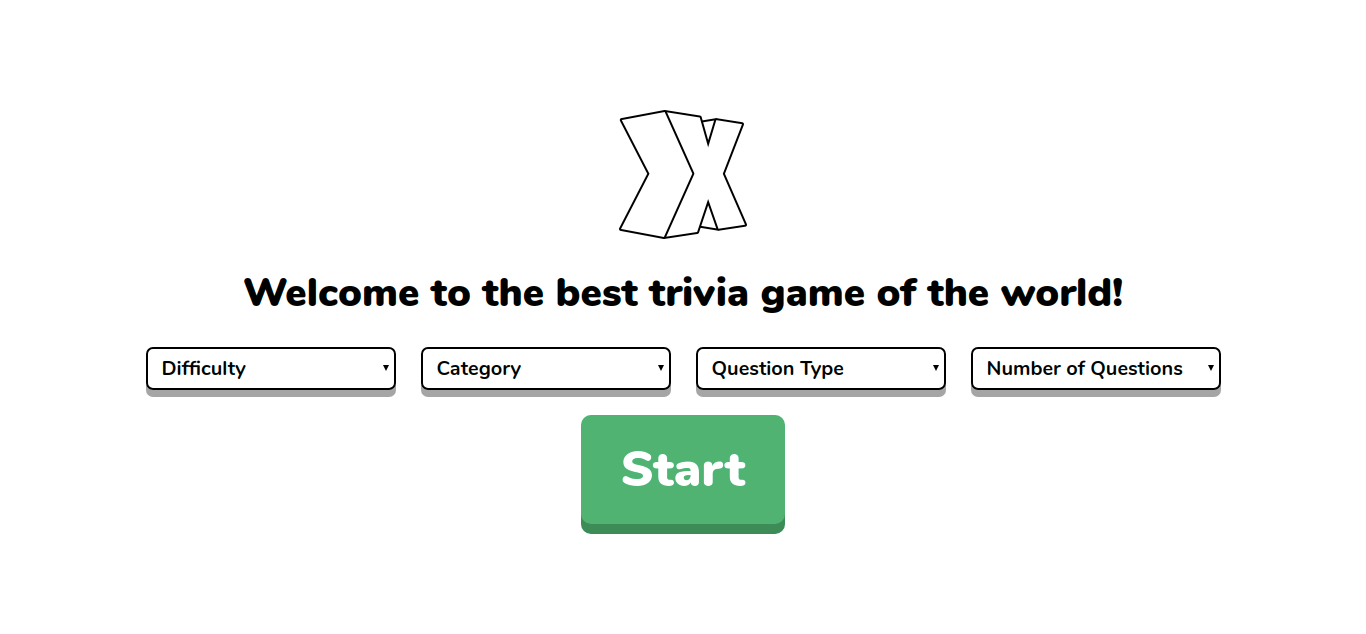 Welcome to the best trivia game of the world!
Difficulty
Category
Question Type
Number of Questions
Start